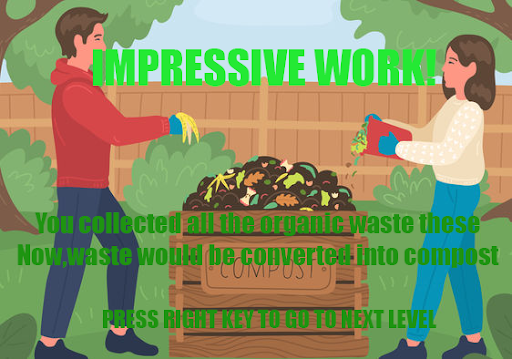 IMPRESSIVE WORK!
You collected all the organic waste these
Now,waste would be converted into compost
COMPOST
PRESS RIGHT KEY TO GO TO NEXT LEVEL